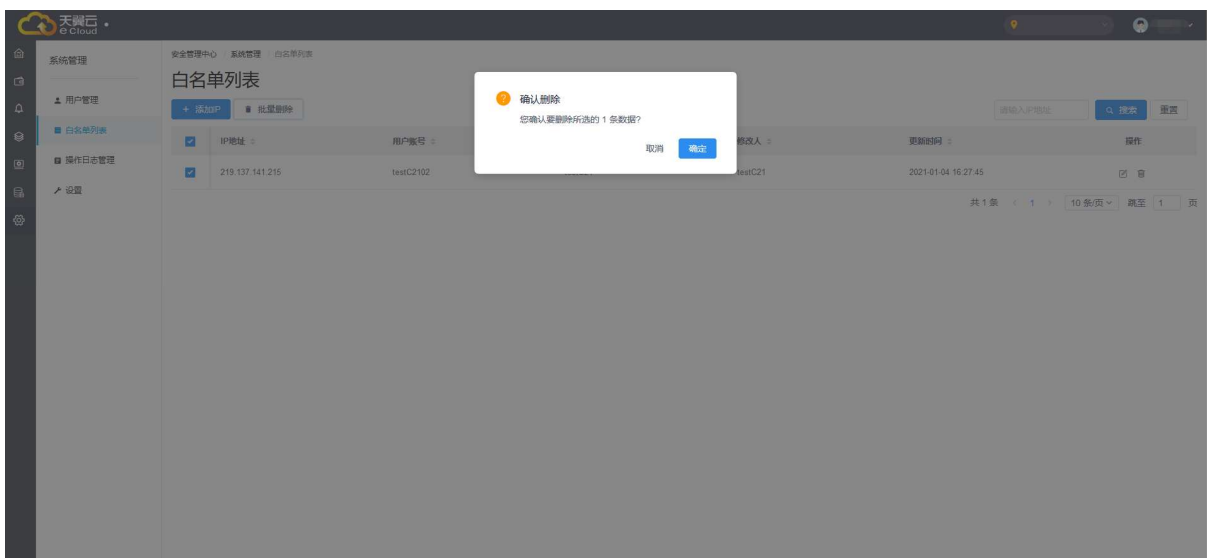 天翼云
e Cloud
系统管理
用户管理
白名单列表
操作日志管理
设置
安全管理中心 / 系统管理 / 白名单列表
白名单列表
+ 添加IP
批量删除
请输入IP地址
搜索
重置
确认删除
您确认要删除所选的 1 条数据?
取消
确定
IP地址
用户账号
修改人
更新时间
操作
219.137.141.215
testC2102
testC21
2021-01-04 16:27:45
共 1 条
1
10 条/页
跳至 1 页